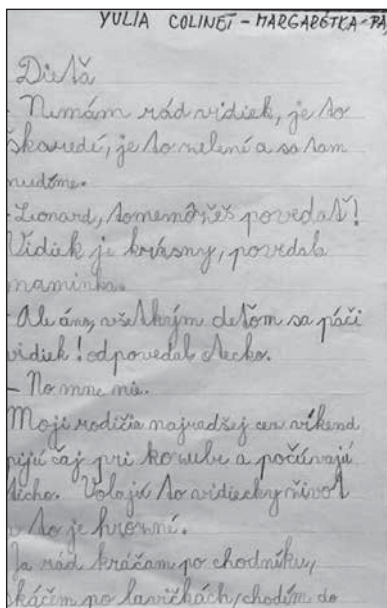 YULIA COLINET - MARGARÉTKA - PA
Dieťa
- Nemám rád vidiek, je to
škaredé, je to zelení a sa tam
nudíme.
- Leonard, to nemôžeš povedať!
Vidiek je krásny, povedala
maminka.
- Ale áno, všetkým deťom sa páči
vidiek! odpovedal otecko.
- No mne nie.
Moji rodičia najradšej cez víkend
pijú čaj pri kozube a počúvajú
ticho. Volajú to vidiecky život
to je hrozné.
Ja rád kráčam po chodníku,
skáčem po lavičkách, chodím do